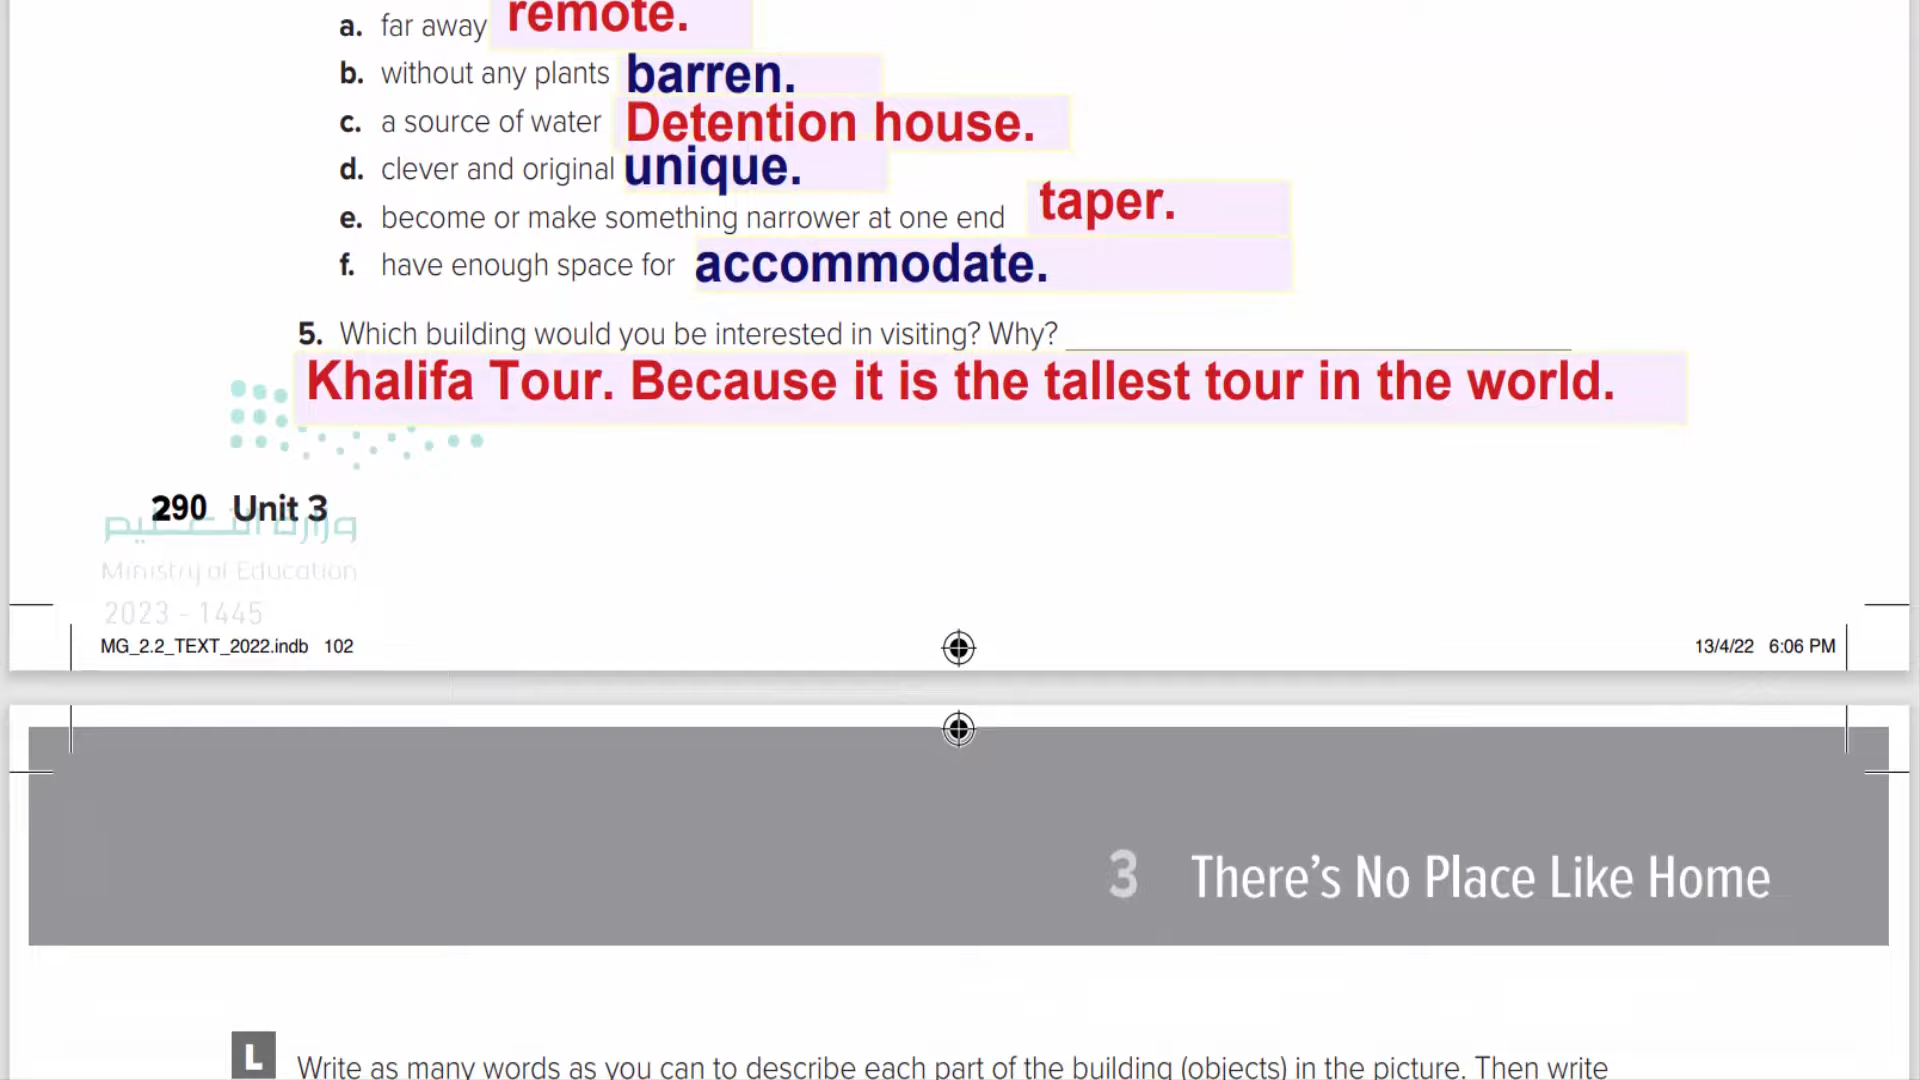 a. far away remote.
b. without any plants barren.
c. a source of water Detention house.
d. clever and original unique.
e. become or make something narrower at one end taper.
f. have enough space for accommodate.
5. Which building would you be interested in visiting? Why?
Khalifa Tour. Because it is the tallest tour in the world.
290 Unit 3
وزارة التعليم
Ministry of Education
2023 - 1445
MG_2.2_TEXT_2022.indb 102 13/4/22 6:06 PM
3 There's No Place Like Home
L Write as many words as you can to describe each part of the building (objects) in the picture. Then write